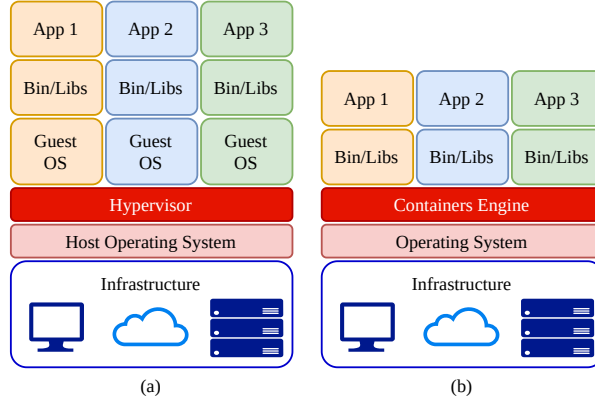 App 1
App 2
App 3
Bin/Libs
Bin/Libs
Bin/Libs
Guest
OS
Guest
OS
Guest
OS
Hypervisor
Host Operating System
Infrastructure
(a)
App 1
App 2
App 3
Bin/Libs
Bin/Libs
Bin/Libs
Containers Engine
Operating System
Infrastructure
(b)